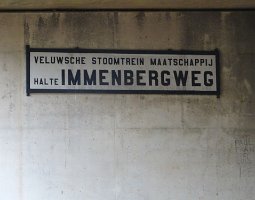 VELUWSCHE STOOMTREIN MAATSCHAPPIJ
HALTE IMMENBERGWEG